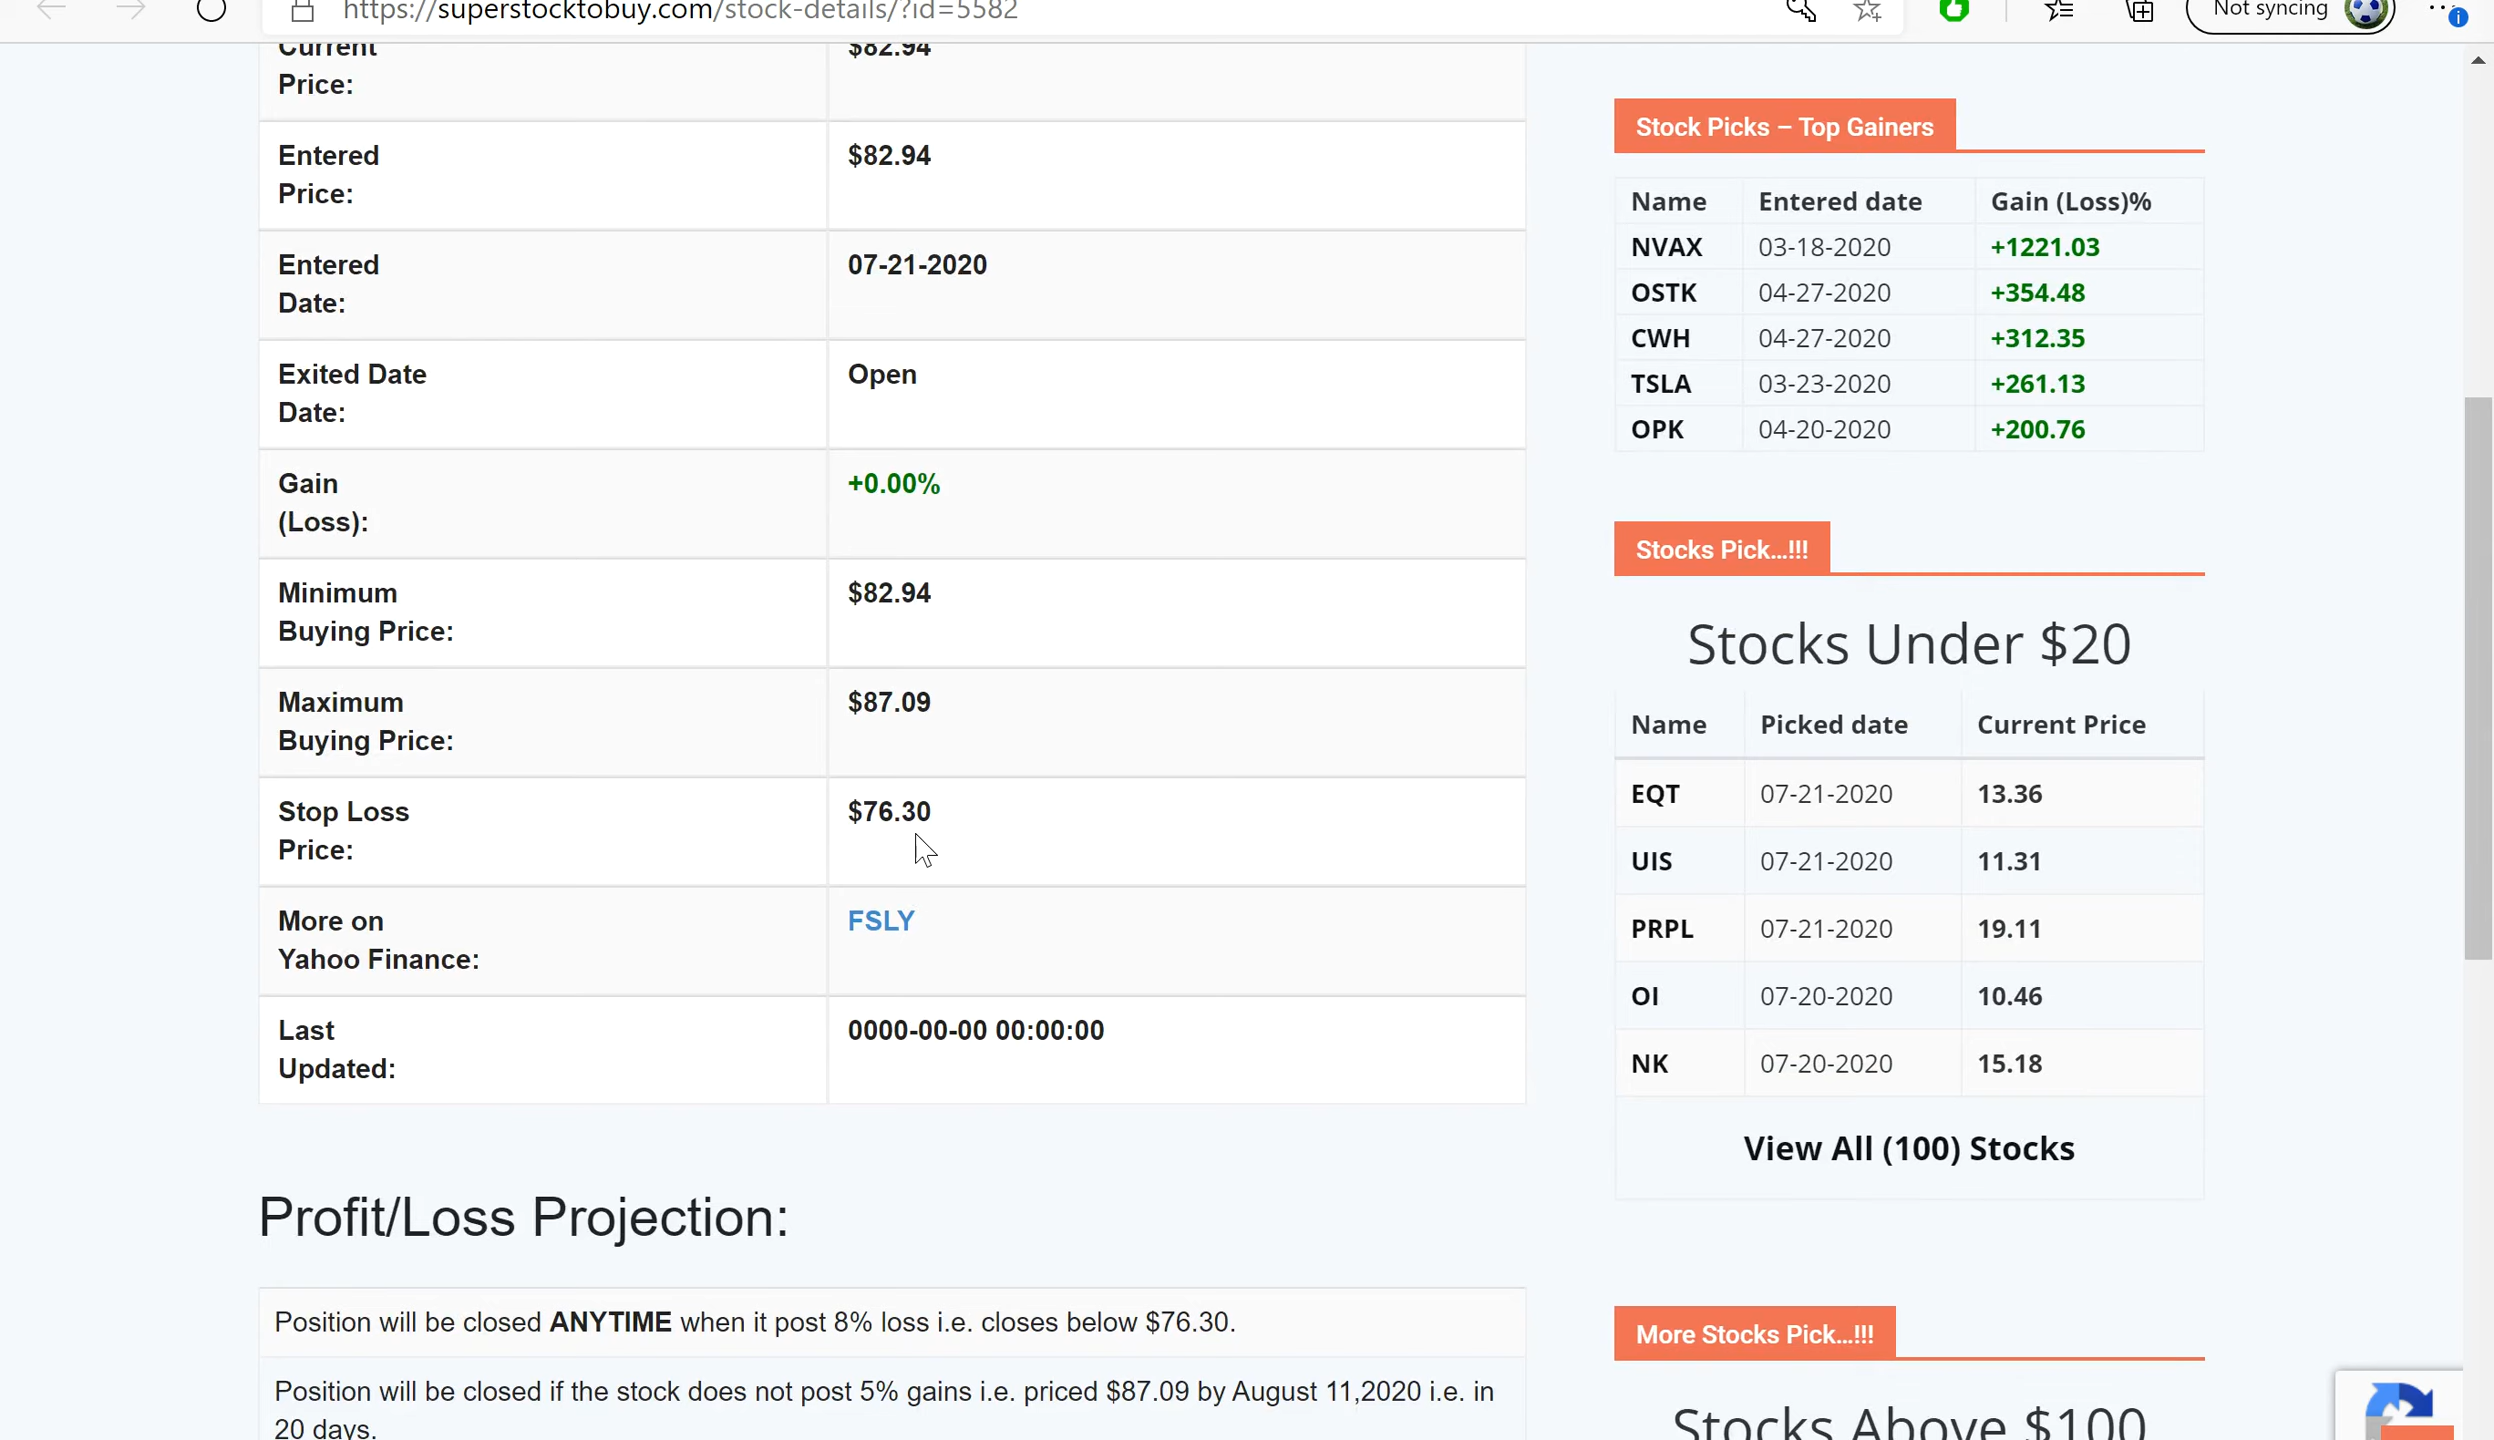 https://superstocktobuy.com/stock-details/?id=5582
Not syncing
Current
Price:
$82.94
Entered
Price:
$82.94
Entered
Date:
07-21-2020
Exited Date
Date:
Open
Gain
(Loss):
+0.00%
Minimum
Buying Price:
$82.94
Maximum
Buying Price:
$87.09
Stop Loss
Price:
$76.30
More on
Yahoo Finance:
FSLY
Last
Updated:
0000-00-00 00:00:00
Profit/Loss Projection:
Position will be closed ANYTIME when it post 8% loss i.e. closes below $76.30.
Position will be closed if the stock does not post 5% gains i.e. priced $87.09 by August 11,2020 i.e. in
20 days.
Stock Picks – Top Gainers
Name Entered date Gain (Loss)%
NVAX 03-18-2020 +1221.03
OSTK 04-27-2020 +354.48
CWH 04-27-2020 +312.35
TSLA 03-23-2020 +261.13
OPK 04-20-2020 +200.76
Stocks Pick...!!!
Stocks Under $20
Name Picked date Current Price
EQT 07-21-2020 13.36
UIS 07-21-2020 11.31
PRPL 07-21-2020 19.11
OI 07-20-2020 10.46
NK 07-20-2020 15.18
View All (100) Stocks
More Stocks Pick...!!!
Stocks Above $100